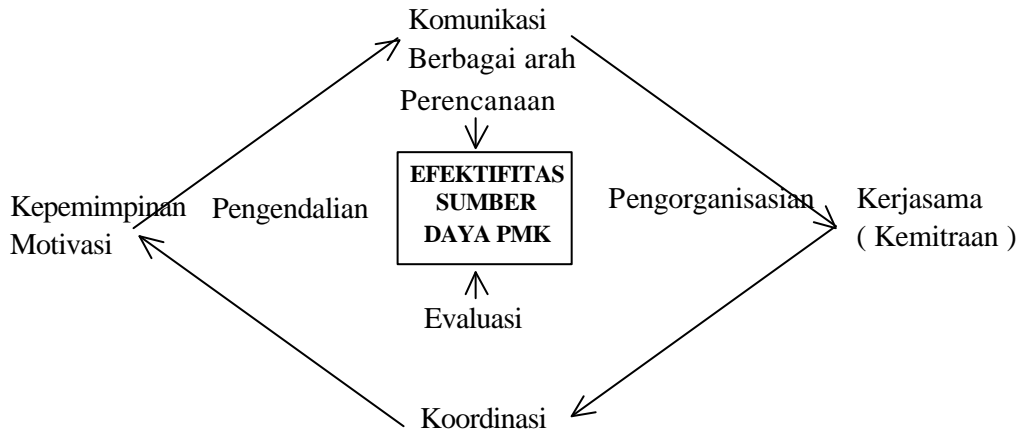 Komunikasi
Berbagai arah
Perencanaan
EFEKTIFITAS
SUMBER
DAYA PMK
Kepemimpinan
Motivasi
Pengendalian
Pengorganisasian
Kerjasama
( Kemitraan )
Evaluasi
Koordinasi